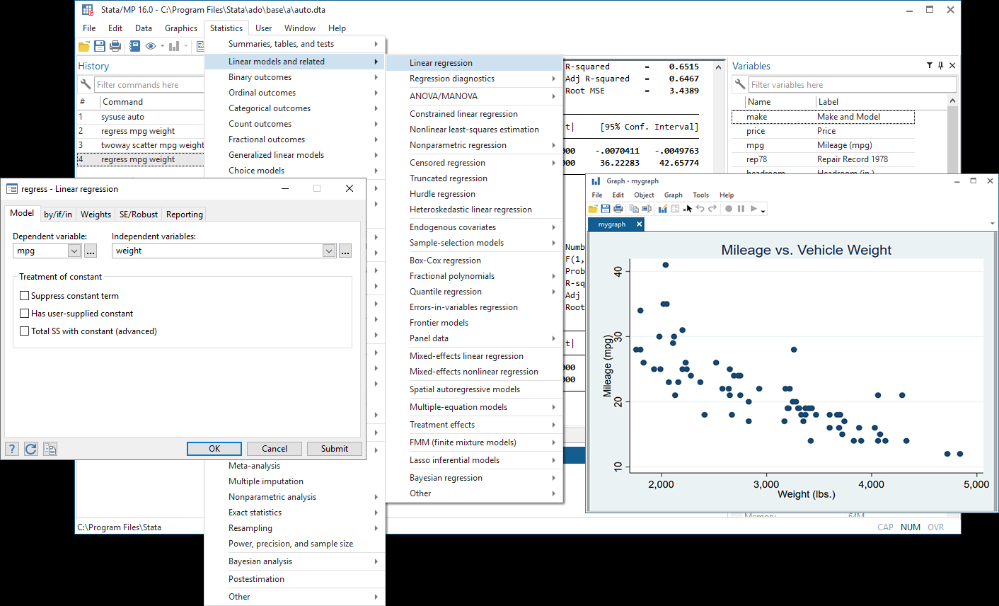 Stata/MP 16.0 - C:\Program Files\Stata\ado\base\a\auto.dta
File Edit Data Graphics Statistics User Window Help
History
Filter commands here
# Command
1 sysuse auto
2 regress mpg weight
3 twoway scatter mpg weight
4 regress mpg weight
Summaries, tables, and tests
Linear models and related
Binary outcomes
Ordinal outcomes
Categorical outcomes
Count outcomes
Fractional outcomes
Generalized linear models
Choice models
Meta-analysis
Multiple imputation
Nonparametric analysis
Exact statistics
Resampling
Power, precision, and sample size
Bayesian analysis
Postestimation
Other
Linear regression
Regression diagnostics
ANOVA/MANOVA
Constrained linear regression
Nonlinear least-squares estimation
Nonparametric regression
Censored regression
Truncated regression
Hurdle regression
Heteroskedastic linear regression
Endogenous covariates
Sample-selection models
Box-Cox regression
Fractional polynomials
Quantile regression
Errors-in-variables regression
Frontier models
Panel data
Mixed-effects linear regression
Mixed-effects nonlinear regression
Spatial autoregressive models
Multiple-equation models
Treatment effects
FMM (finite mixture models)
Lasso inferential models
Bayesian regression
Other
R-squared = 0.6515
Adj R-squared = 0.6467
Root MSE = 3.4389
t| [95% Conf. Interval]
000 -.0070411 -.0049763
000 36.22283 42.65774
Numb
F(1,
Prob
R-sq
Adj
Root
t|
000
000
Variables
Filter variables here
Name Label
make Make and Model
price Price
mpg Mileage (mpg)
rep78 Repair Record 1978
headroom Headroom (in.)
Memory 64M
regress - Linear regression
Model by/if/in Weights SE/Robust Reporting
Dependent variable: Independent variables:
mpg ... weight ...
Treatment of constant
Suppress constant term
Has user-supplied constant
Total SS with constant (advanced)
? OK Cancel Submit
Graph - mygraph
File Edit Object Graph Tools Help
mygraph
Mileage vs. Vehicle Weight
Mileage (mpg)
40
30
20
10
2,000 3,000 4,000 5,000
Weight (lbs.)
C:\Program Files\Stata
CAP NUM OVR